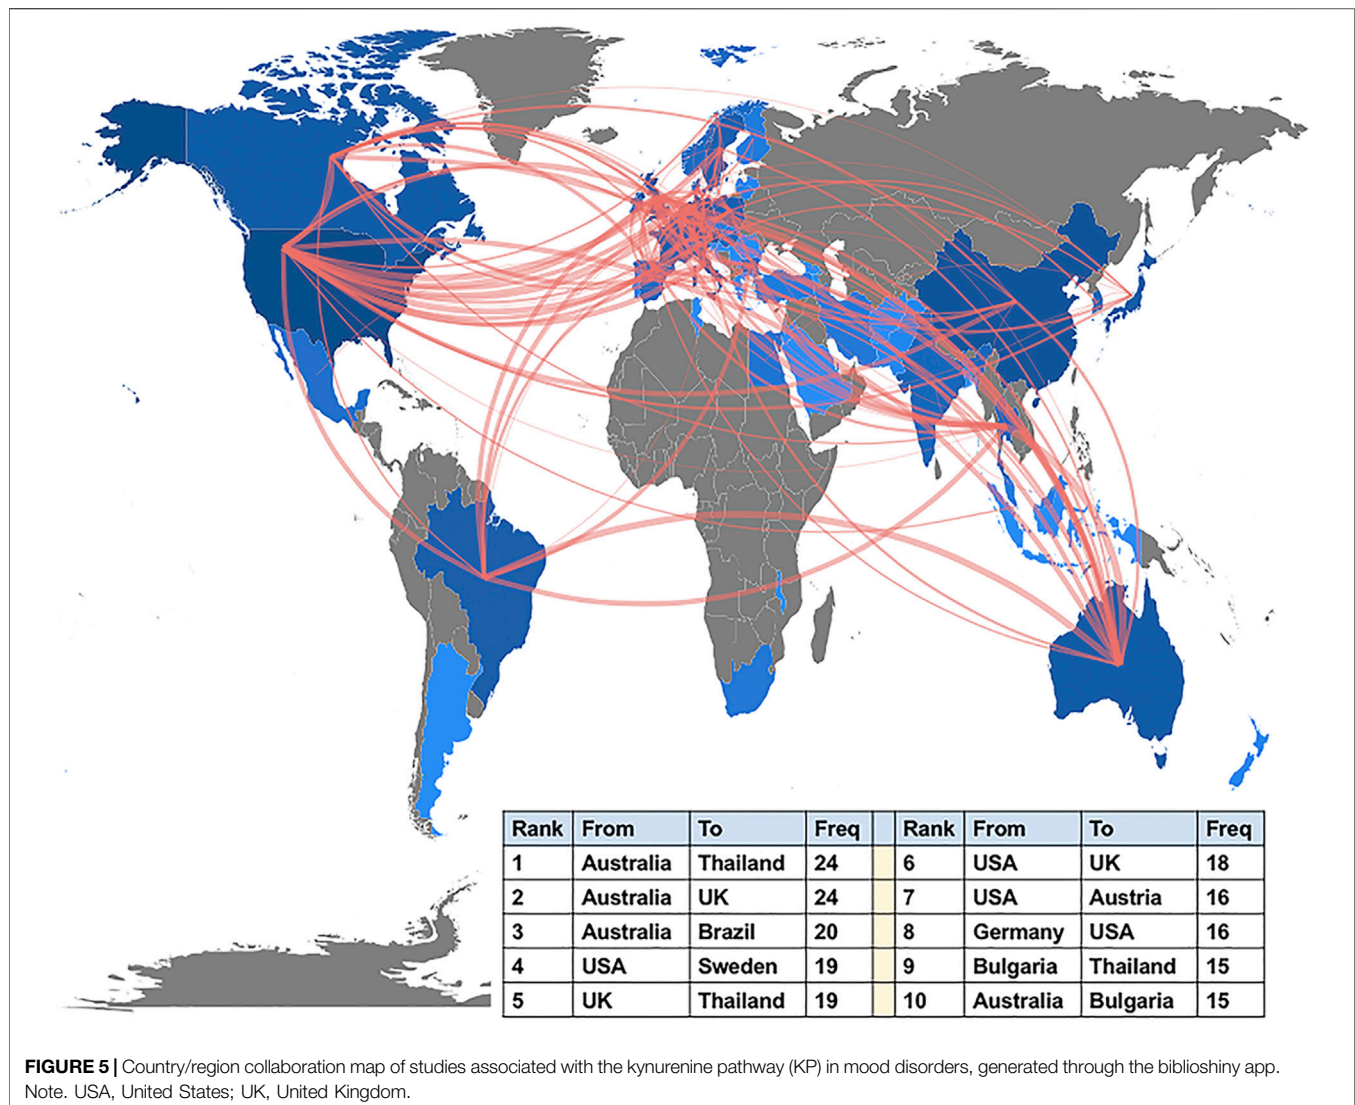 Rank From To Freq Rank From To Freq
1 Australia Thailand 24 6 USA UK 18
2 Australia UK 24 7 USA Austria 16
3 Australia Brazil 20 8 Germany USA 16
4 USA Sweden 19 9 Bulgaria Thailand 15
5 UK Thailand 19 10 Australia Bulgaria 15
FIGURE 5 | Country/region collaboration map of studies associated with the kynurenine pathway (KP) in mood disorders, generated through the biblioshiny app.
Note. USA, United States; UK, United Kingdom.